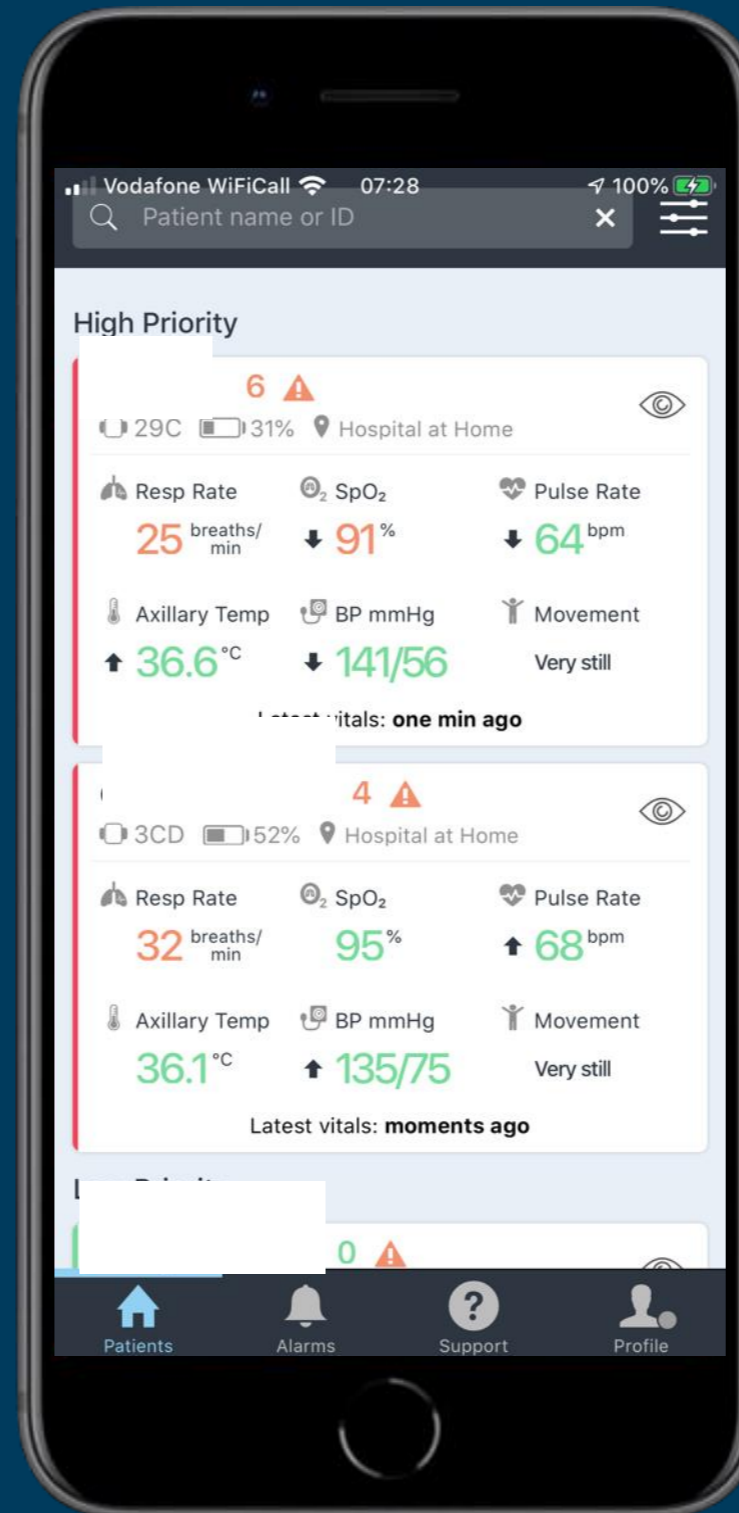 Vodafone WiFiCall 07:28 100%
Patient name or ID
High Priority
6
29C 31% Hospital at Home
Resp Rate SpO₂ Pulse Rate
25 breaths/min 91% 64 bpm
Axillary Temp BP mmHg Movement
36.6°C 141/56 Very still
vitals: one min ago
4
3CD 52% Hospital at Home
Resp Rate SpO₂ Pulse Rate
32 breaths/min 95% 68 bpm
Axillary Temp BP mmHg Movement
36.1°C 135/75 Very still
Latest vitals: moments ago
0
Patients Alarms Support Profile